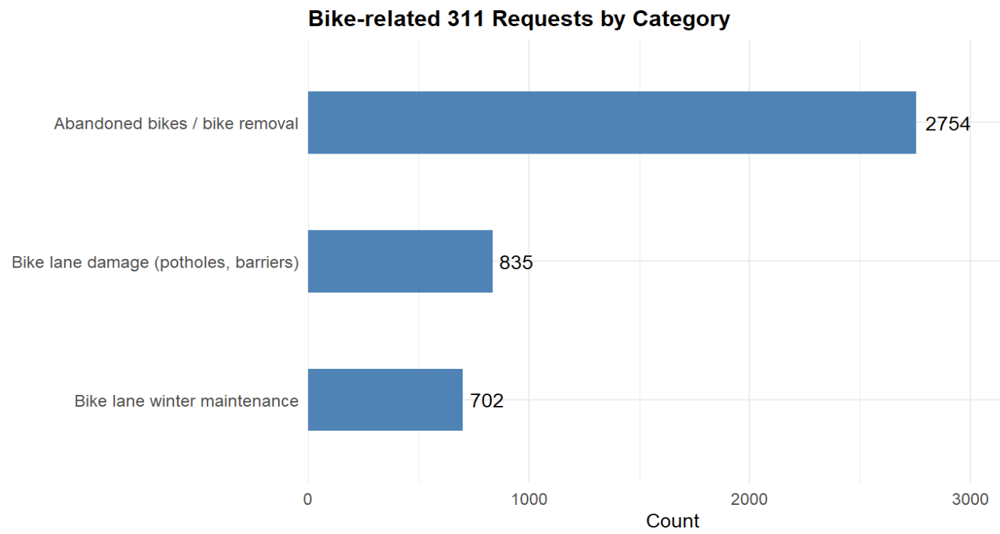 Bike-related 311 Requests by Category
Abandoned bikes / bike removal
2754
Bike lane damage (potholes, barriers)
835
Bike lane winter maintenance
702
0 1000 2000 3000
Count